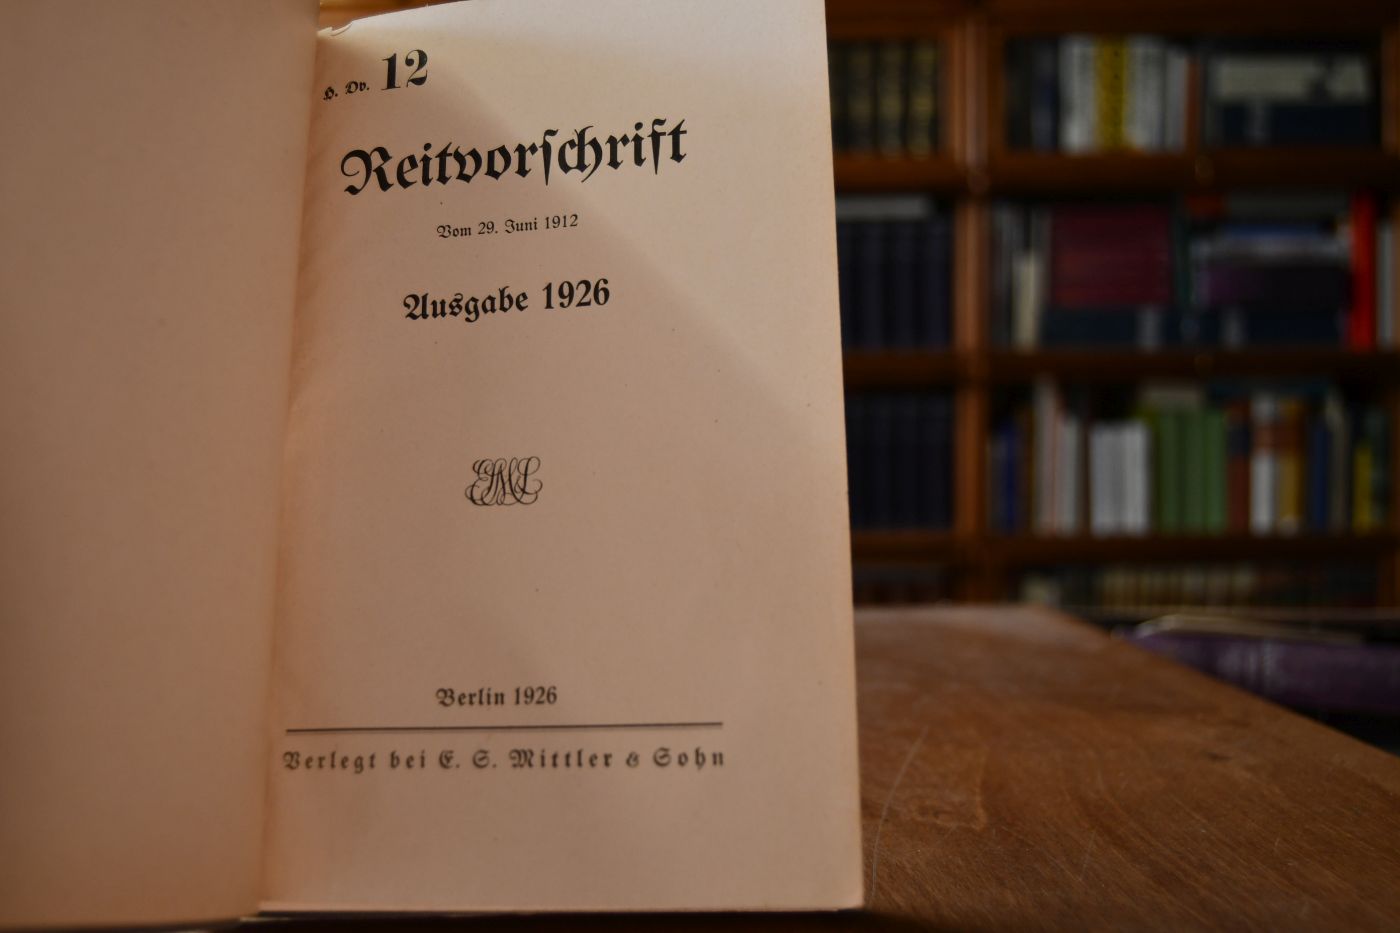 H. Dv. 12
Reitvorſchrift
Vom 29. Juni 1912
Ausgabe 1926
Berlin 1926
Verlegt bei E. S. Mittler & Sohn